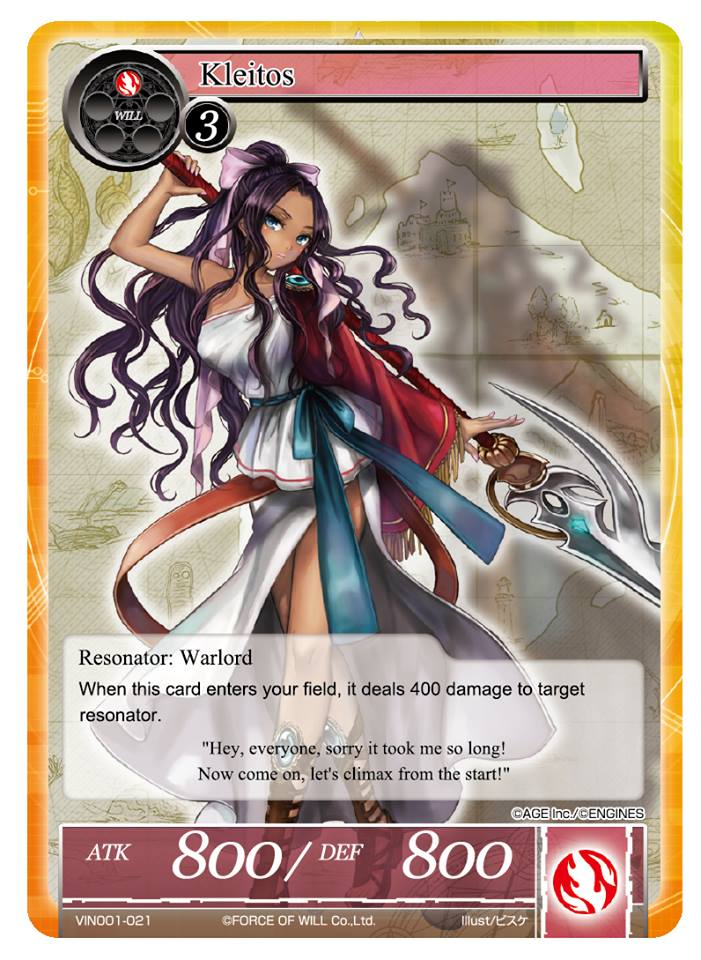 Kleitos
WILL
3
Resonator: Warlord
When this card enters your field, it deals 400 damage to target
resonator.
"Hey, everyone, sorry it took me so long!
Now come on, let's climax from the start!"
©AGE Inc./©ENGINES
ATK 800 / DEF 800
VIN001-021 ©FORCE OF WILL Co.,Ltd. Illust/ビスケ